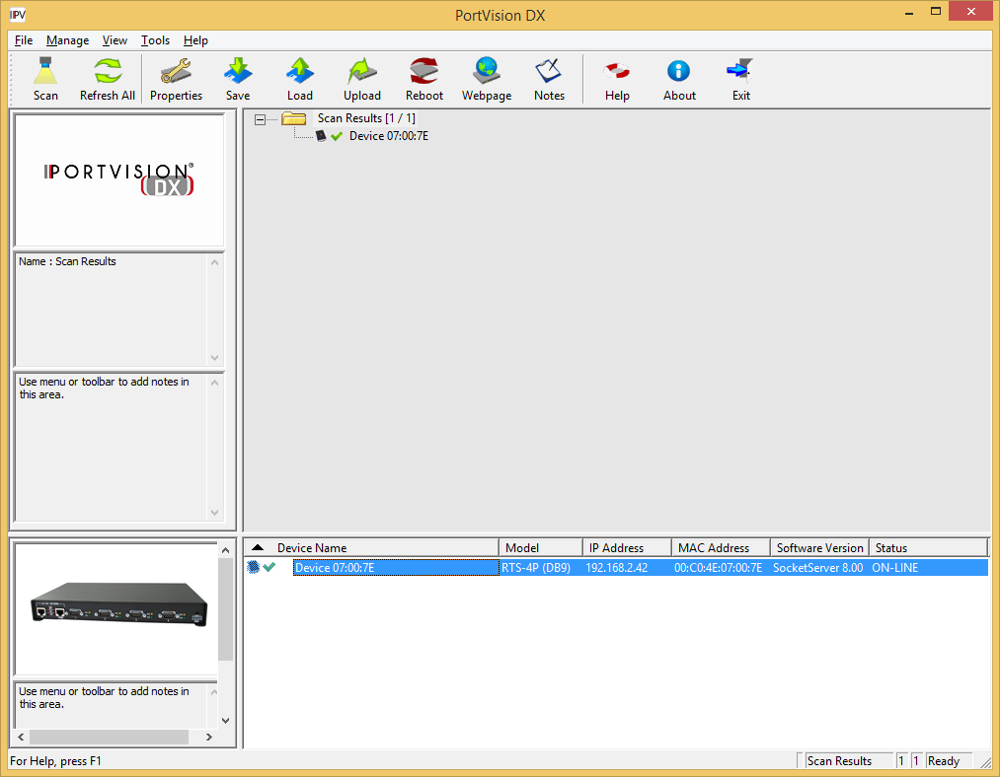 IPV
PortVision DX
File Manage View Tools Help
Scan Refresh All Properties Save Load Upload Reboot Webpage Notes Help About Exit
PORTVISION®
DX
Name : Scan Results
Use menu or toolbar to add notes in
this area.
Scan Results [1 / 1]
Device 07:00:7E
Device Name Model IP Address MAC Address Software Version Status
Device 07:00:7E RTS-4P (DB9) 192.168.2.42 00:C0:4E:07:00:7E SocketServer 8.00 ON-LINE
Use menu or toolbar to add notes in
this area.
For Help, press F1
Scan Results 1 1 Ready